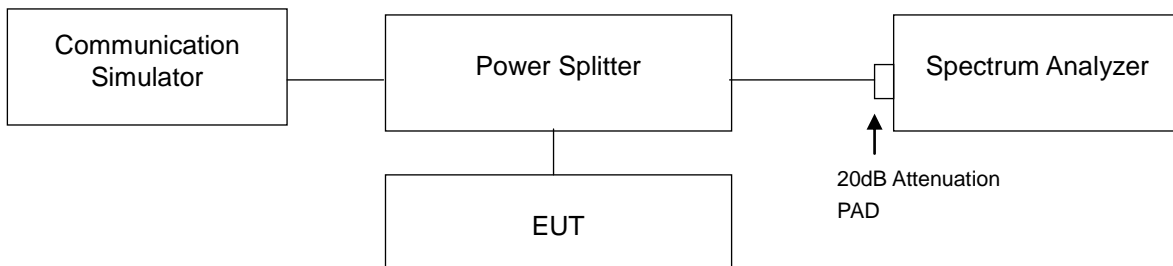 Communication
Simulator
Power Splitter
Spectrum Analyzer
EUT
20dB Attenuation
PAD